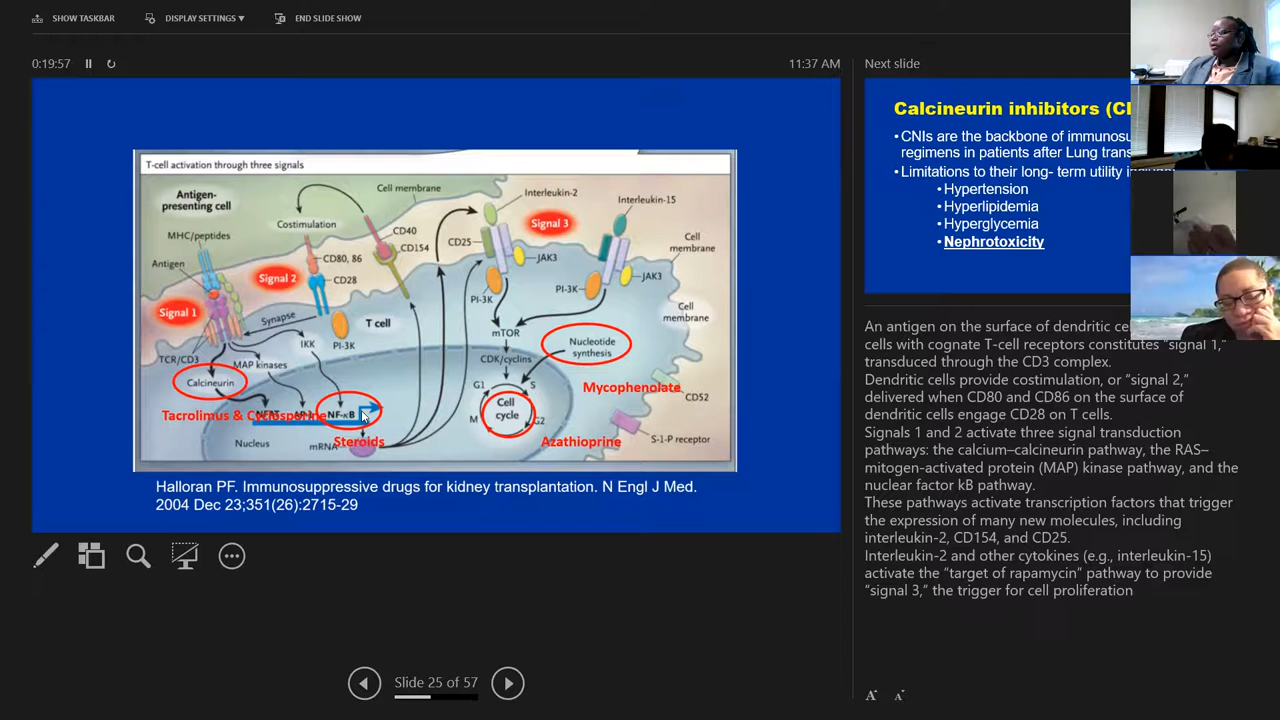 SHOW TASKBAR
DISPLAY SETTINGS ▼
END SLIDE SHOW
0:19:57
11:37 AM
T-cell activation through three signals
Antigen-
presenting cell
Cell membrane
Costimulation
MHC/peptides
Antigen
CD40
CD154
CD80, 86
CD28
Signal 2
Signal 1
Synapse
T cell
PI-3K
IKK
TCR/CD3
MAP kinases
Calcineurin
Tacrolimus & Cyclosporine
NF-κB
Nucleus
mRNA
Steroids
Interleukin-2
Signal 3
Interleukin-15
CD25
JAK3
PI-3K
PI-3K
JAK3
Cell
membrane
Cell
membrane
mTOR
CDK/cyclins
Nucleotide
synthesis
Mycophenolate
G1
S
Cell
cycle
M
G2
Azathioprine
CD52
S-1-P receptor
Halloran PF. Immunosuppressive drugs for kidney transplantation. N Engl J Med.
2004 Dec 23;351(26):2715-29
Slide 25 of 57
Next slide
Calcineurin inhibitors (C
•CNIs are the backbone of
regimens in patients after Lung
•Limitations to their long- term utility
•Hypertension
•Hyperlipidemia
•Hyperglycemia
•Nephrotoxicity
An antigen on the surface of dendritic
cells with cognate T-cell receptors constitutes “signal 1,”
transduced through the CD3 complex.
Dendritic cells provide costimulation, or “signal 2,”
delivered when CD80 and CD86 on the surface of
dendritic cells engage CD28 on T cells.
Signals 1 and 2 activate three signal transduction
pathways: the calcium–calcineurin pathway, the RAS–
mitogen-activated protein (MAP) kinase pathway, and the
nuclear factor kB pathway.
These pathways activate transcription factors that trigger
the expression of many new molecules, including
interleukin-2, CD154, and CD25.
Interleukin-2 and other cytokines (e.g., interleukin-15)
activate the “target of rapamycin” pathway to provide
“signal 3,” the trigger for cell proliferation
A
A